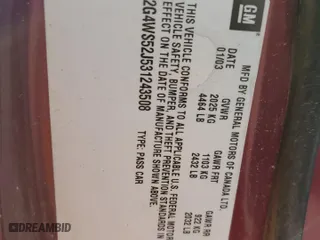 GM
MFD BY GENERAL MOTORS OF CANADA LTD.
DATE GVWR GAWR FRT GAWR RR
01/03 2025 KG 1103 KG 922 KG
4464 LB 2432 LB 2032 LB
THIS VEHICLE CONFORMS TO ALL APPLICABLE U.S. FEDERAL MOTOR
VEHICLE SAFETY, BUMPER, AND THEFT PREVENTION STANDARDS IN
EFFECT ON THE DATE OF MANUFACTURE SHOWN ABOVE.
2G4WS52J531243508 TYPE: PASS CAR
DREAMBID